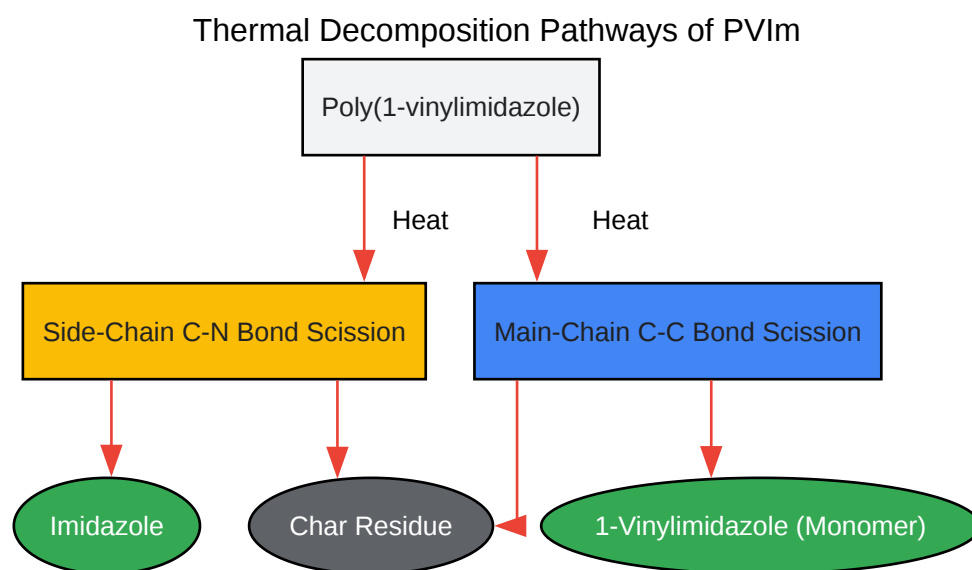 Thermal Decomposition Pathways of PVIm
Poly(1-vinylimidazole)
Heat
Heat
Side-Chain C-N Bond Scission
Main-Chain C-C Bond Scission
Imidazole
Char Residue
1-Vinylimidazole (Monomer)